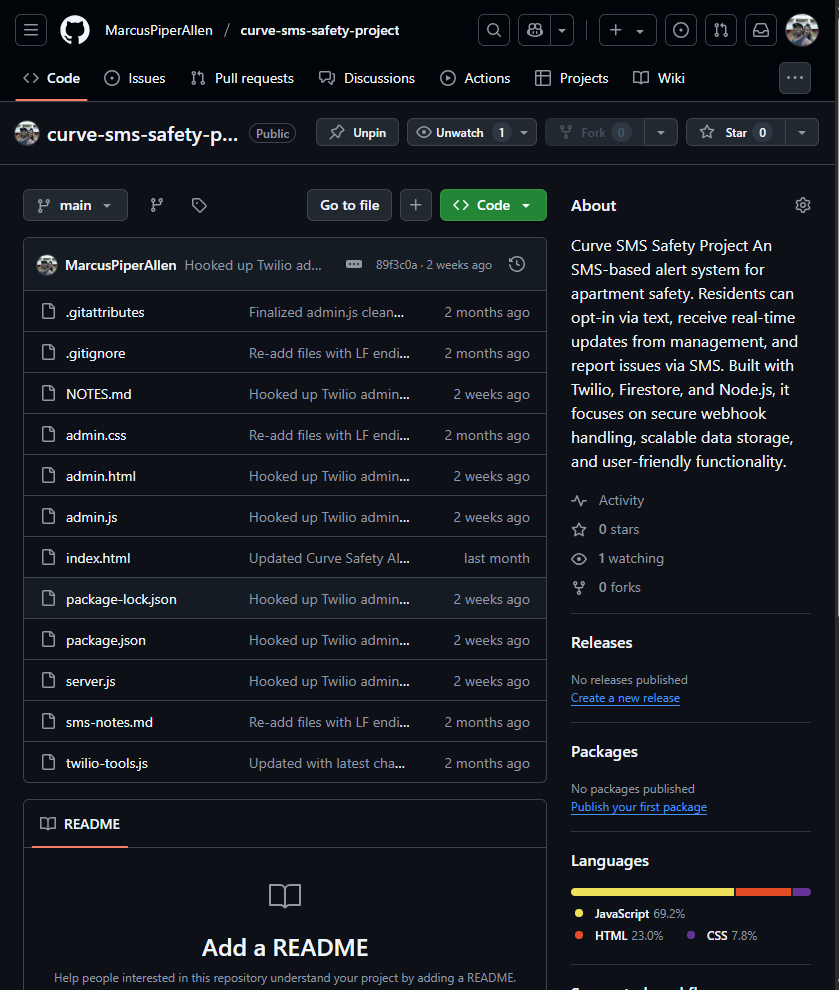 MarcusPiperAllen / curve-sms-safety-project
Code Issues Pull requests Discussions Actions Projects Wiki
curve-sms-safety-p... Public Unpin Unwatch 1 Fork 0 Star 0
main Go to file Code
MarcusPiperAllen Hooked up Twilio ad... 89f3c0a · 2 weeks ago
.gitattributes Finalized admin.js clean... 2 months ago
.gitignore Re-add files with LF endi... 2 months ago
NOTES.md Hooked up Twilio admin... 2 weeks ago
admin.css Re-add files with LF endi... 2 months ago
admin.html Hooked up Twilio admin... 2 weeks ago
admin.js Hooked up Twilio admin... 2 weeks ago
index.html Updated Curve Safety Al... last month
package-lock.json Hooked up Twilio admin... 2 weeks ago
package.json Hooked up Twilio admin... 2 weeks ago
server.js Hooked up Twilio admin... 2 weeks ago
sms-notes.md Re-add files with LF endi... 2 months ago
twilio-tools.js Updated with latest cha... 2 months ago
README
Add a README
Help people interested in this repository understand your project by adding a README.
About
Curve SMS Safety Project An
SMS-based alert system for
apartment safety. Residents can
opt-in via text, receive real-time
updates from management, and
report issues via SMS. Built with
Twilio, Firestore, and Node.js, it
focuses on secure webhook
handling, scalable data storage,
and user-friendly functionality.
Activity
0 stars
1 watching
0 forks
Releases
No releases published
Create a new release
Packages
No packages published
Publish your first package
Languages
JavaScript 69.2%
HTML 23.0% CSS 7.8%